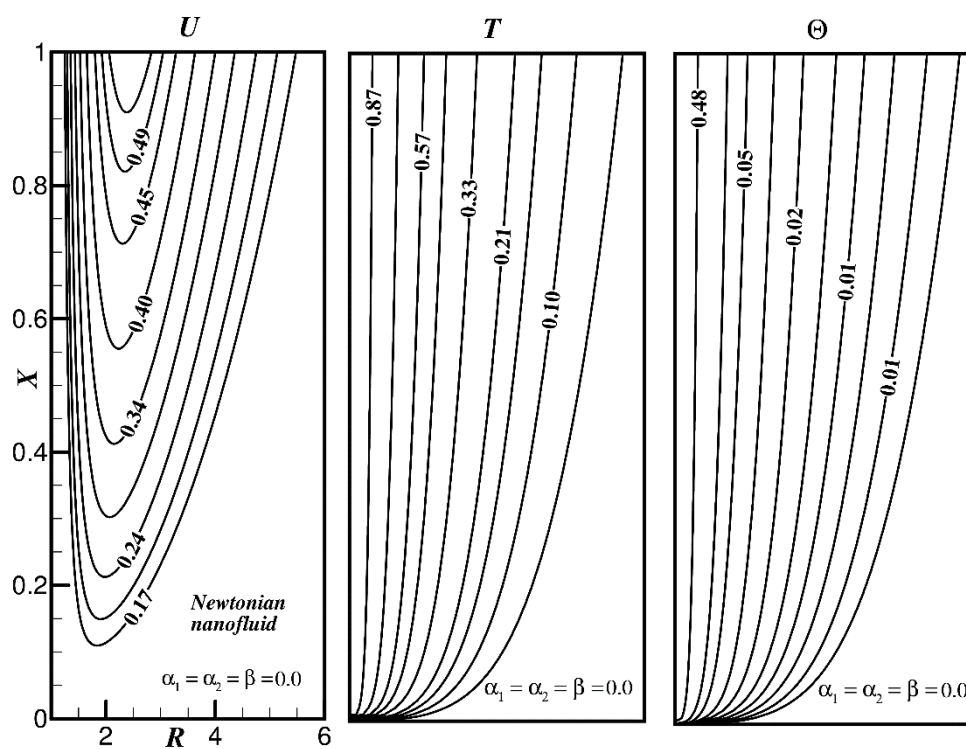 U
T
Θ
1
0.8
0.6
0.4
0.2
0
X
2
R
4
6
0.49
0.45
0.40
0.34
0.24
0.17
Newtonian
nanofluid
α₁ = α₂ = β = 0.0
0.87
0.57
0.33
0.21
0.10
α₁ = α₂ = β = 0.0
0.48
0.05
0.02
0.01
0.01
α₁ = α₂ = β = 0.0